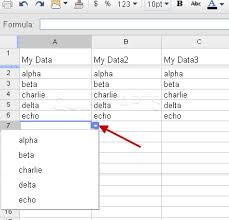 $ % 123 10pt B Abc A
Formula:
A B C
1 My Data My Data2 My Data3
2 alpha alpha alpha
3 beta beta beta
4 charlie charlie charlie
5 delta delta delta
6 echo echo echo
7
alpha
beta
charlie
delta
echo